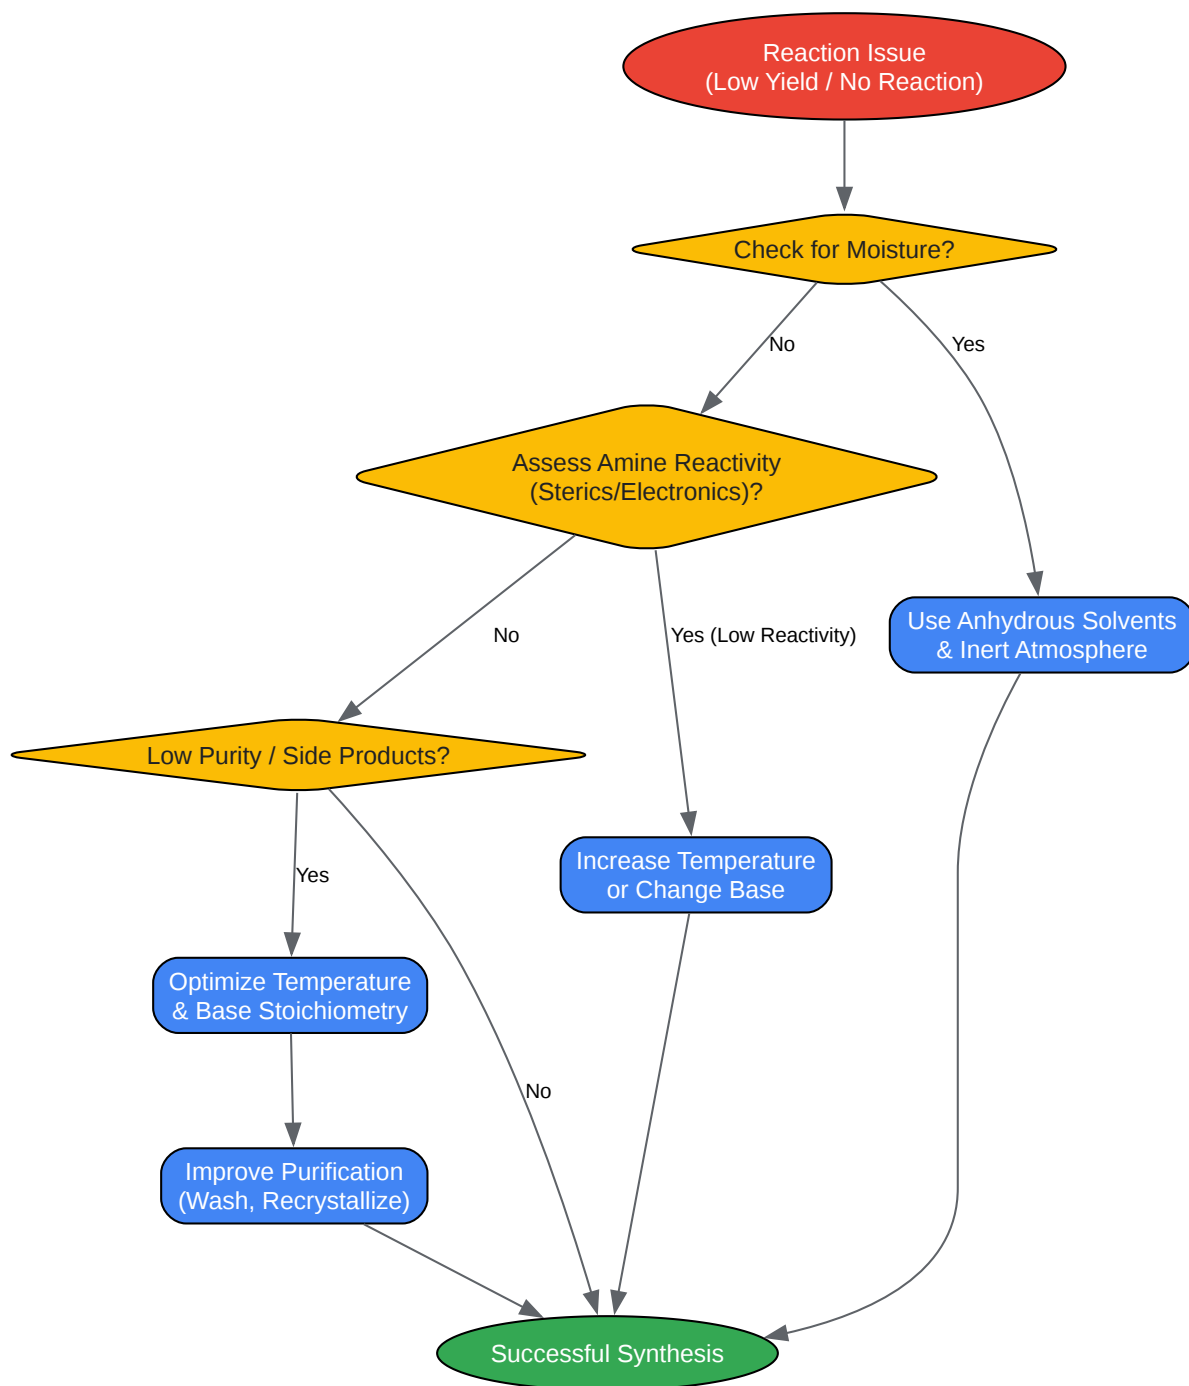 Reaction Issue
(Low Yield / No Reaction)
Check for Moisture?
No
Yes
Assess Amine Reactivity
(Sterics/Electronics)?
Use Anhydrous Solvents
& Inert Atmosphere
No
Yes (Low Reactivity)
Low Purity / Side Products?
Increase Temperature
or Change Base
Yes
Optimize Temperature
& Base Stoichiometry
No
Improve Purification
(Wash, Recrystallize)
Successful Synthesis